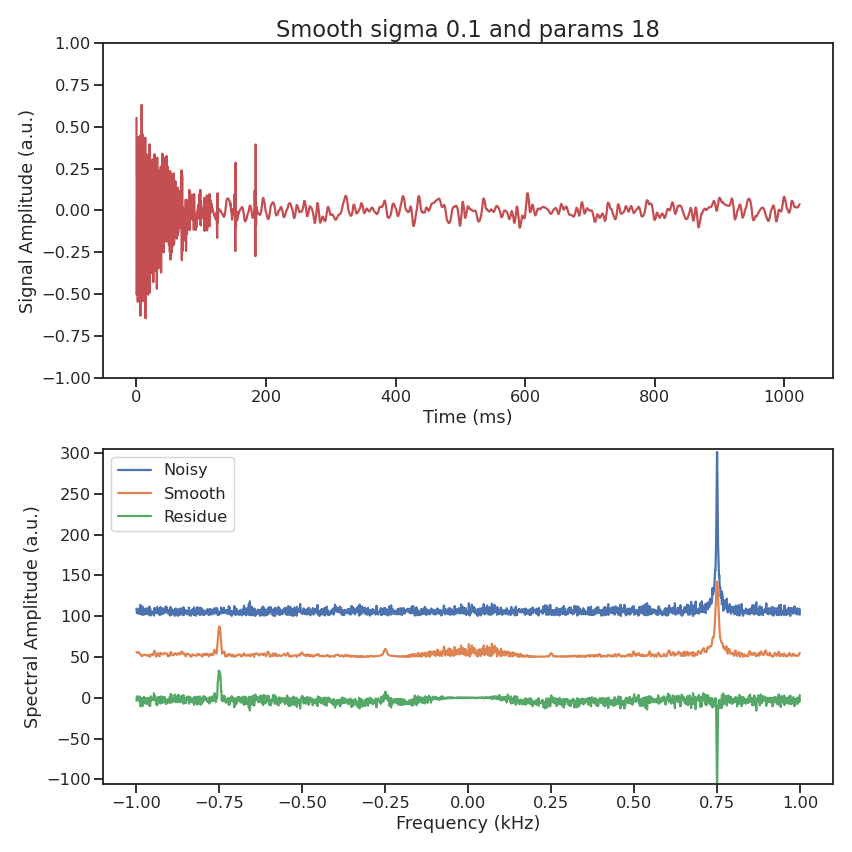 Smooth sigma 0.1 and params 18
Signal Amplitude (a.u.)
1.00
0.75
0.50
0.25
0.00
−0.25
−0.50
−0.75
−1.00
0 200 400 600 800 1000
Time (ms)
Spectral Amplitude (a.u.)
300
250
200
150
100
50
0
−50
−100
Noisy
Smooth
Residue
−1.00 −0.75 −0.50 −0.25 0.00 0.25 0.50 0.75 1.00
Frequency (kHz)